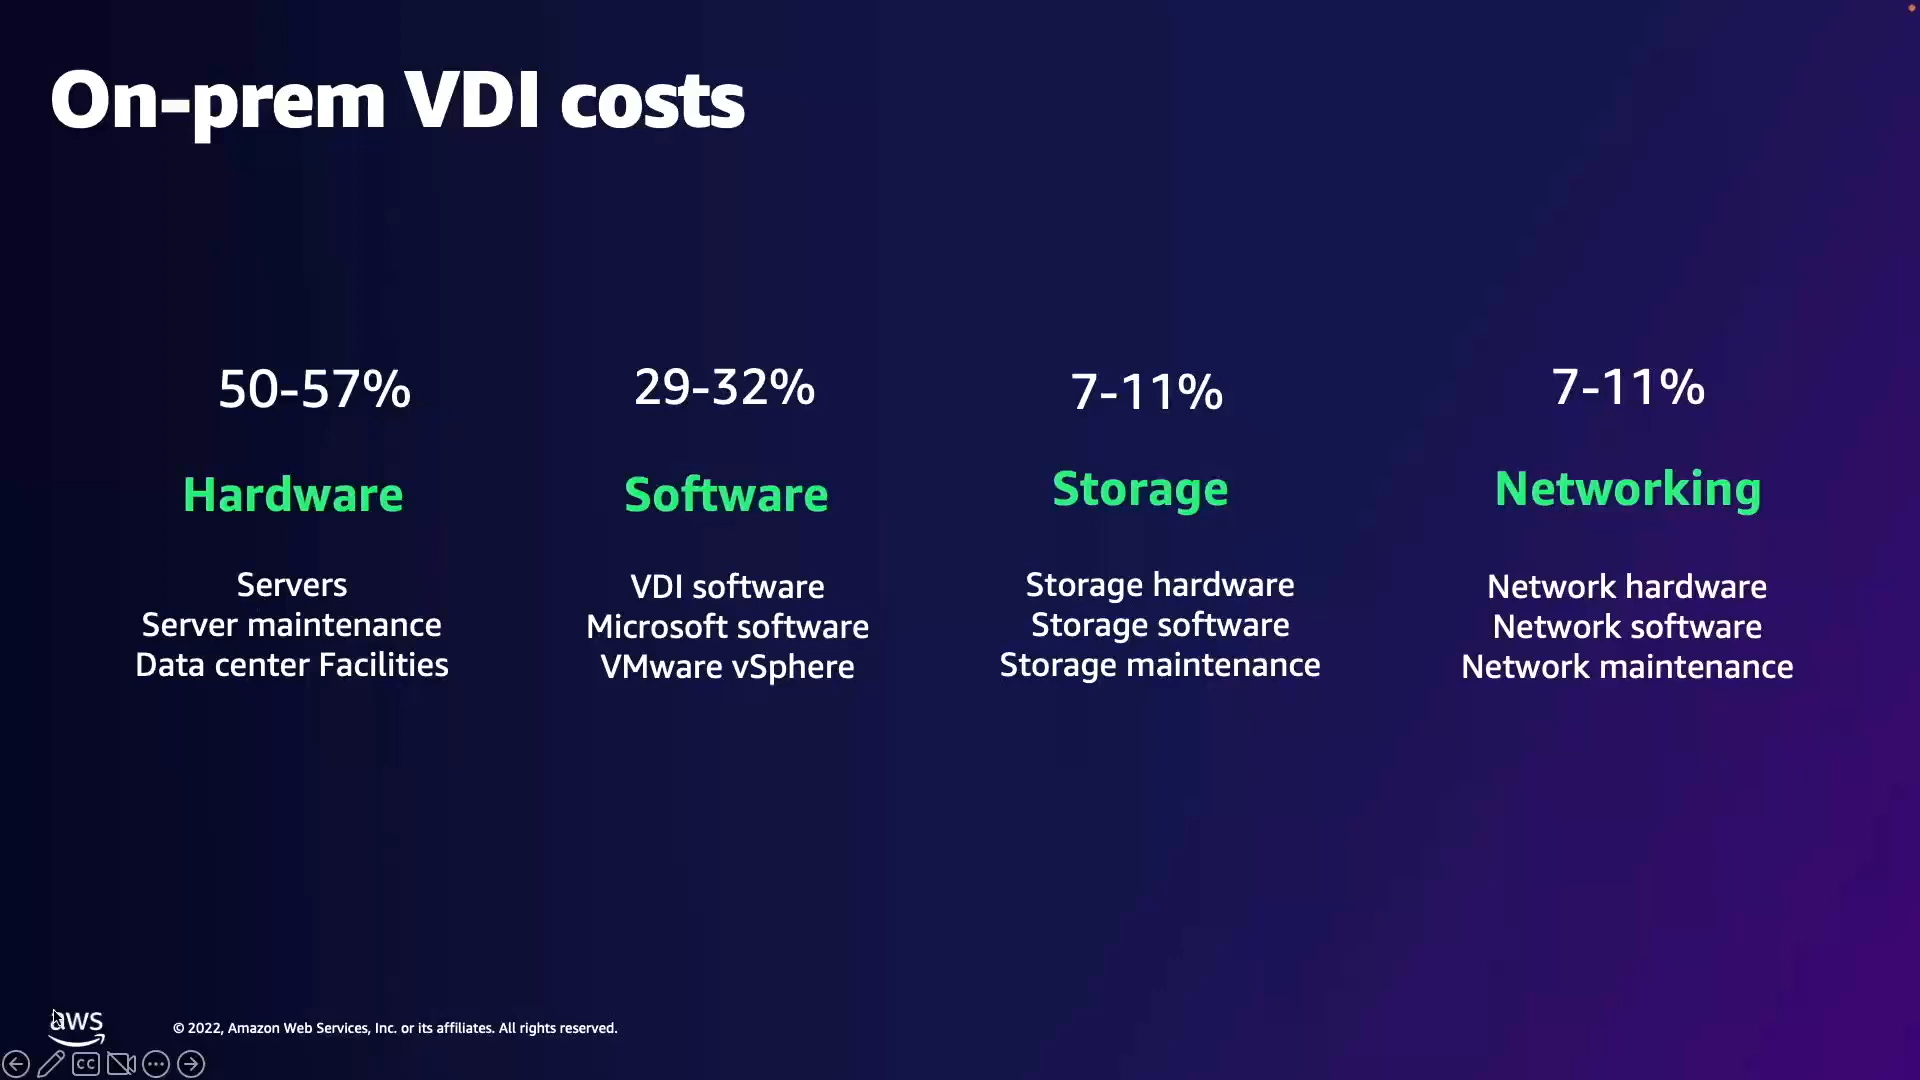 On-prem VDI costs
50-57%
29-32%
7-11%
7-11%
Hardware
Software
Storage
Networking
Servers
Server maintenance
Data center Facilities
VDI software
Microsoft software
VMware vSphere
Storage hardware
Storage software
Storage maintenance
Network hardware
Network software
Network maintenance
aws
© 2022, Amazon Web Services, Inc. or its affiliates. All rights reserved.
CC